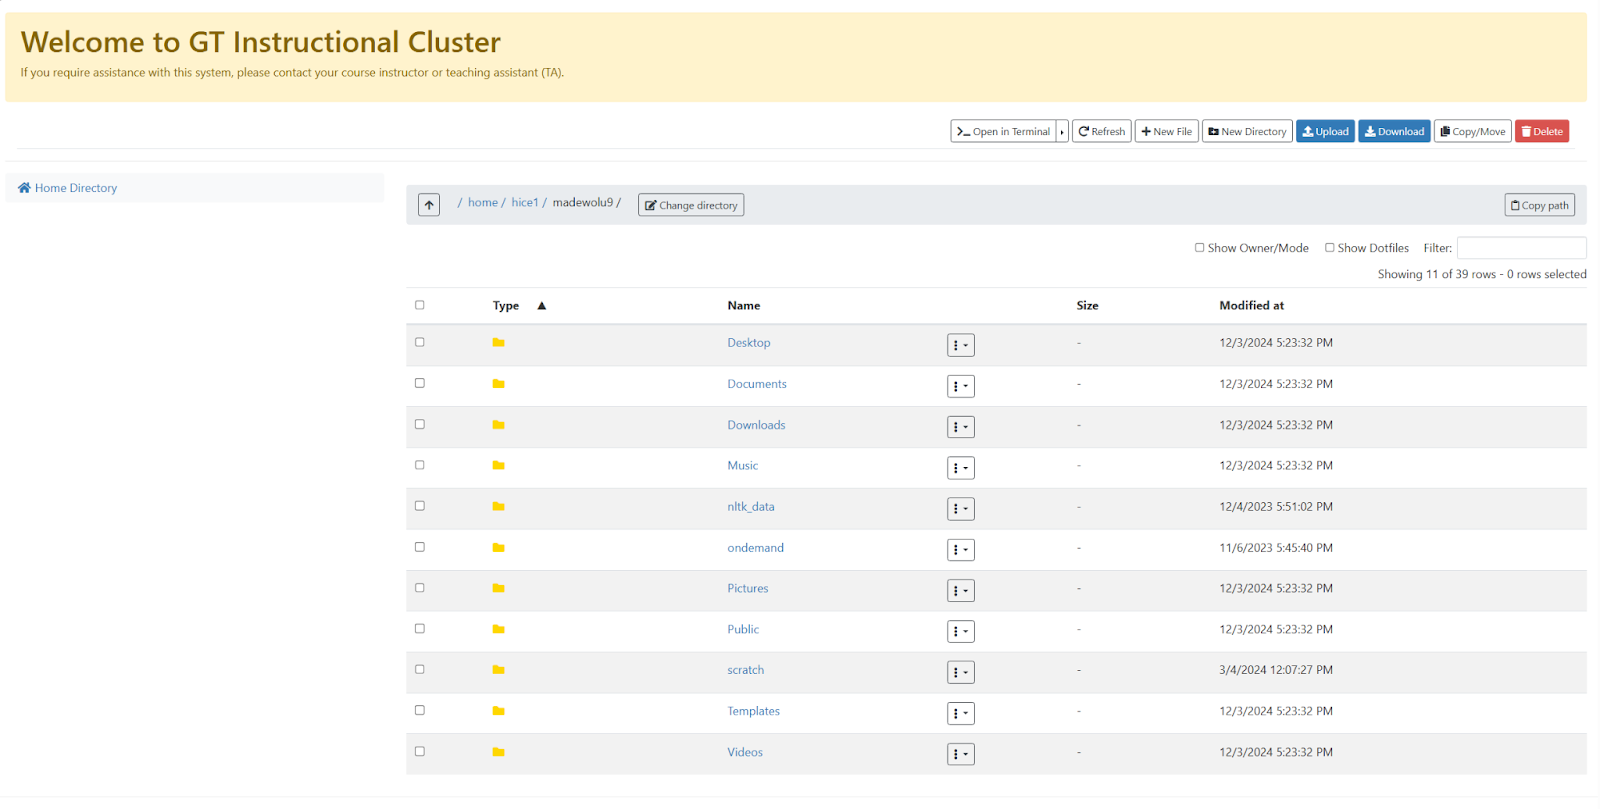 Welcome to GT Instructional Cluster
If you require assistance with this system, please contact your course instructor or teaching assistant (TA).
Open in Terminal Refresh New File New Directory Upload Download Copy/Move Delete
Home Directory
/ home / hice1 / madewolu9 / Change directory Copy path
Show Owner/Mode Show Dotfiles Filter:
Showing 11 of 39 rows - 0 rows selected
Type Name Size Modified at
Desktop - 12/3/2024 5:23:32 PM
Documents - 12/3/2024 5:23:32 PM
Downloads - 12/3/2024 5:23:32 PM
Music - 12/3/2024 5:23:32 PM
nltk_data - 12/4/2023 5:51:02 PM
ondemand - 11/6/2023 5:45:40 PM
Pictures - 12/3/2024 5:23:32 PM
Public - 12/3/2024 5:23:32 PM
scratch - 3/4/2024 12:07:27 PM
Templates - 12/3/2024 5:23:32 PM
Videos - 12/3/2024 5:23:32 PM